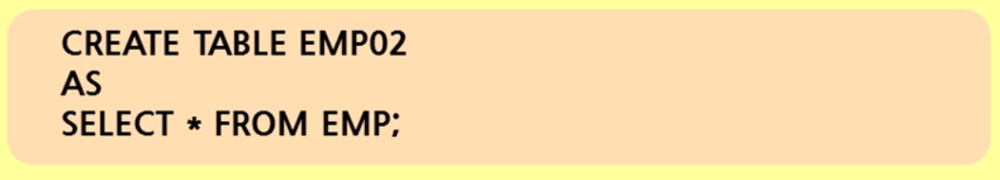 CREATE TABLE EMP02
AS
SELECT * FROM EMP;